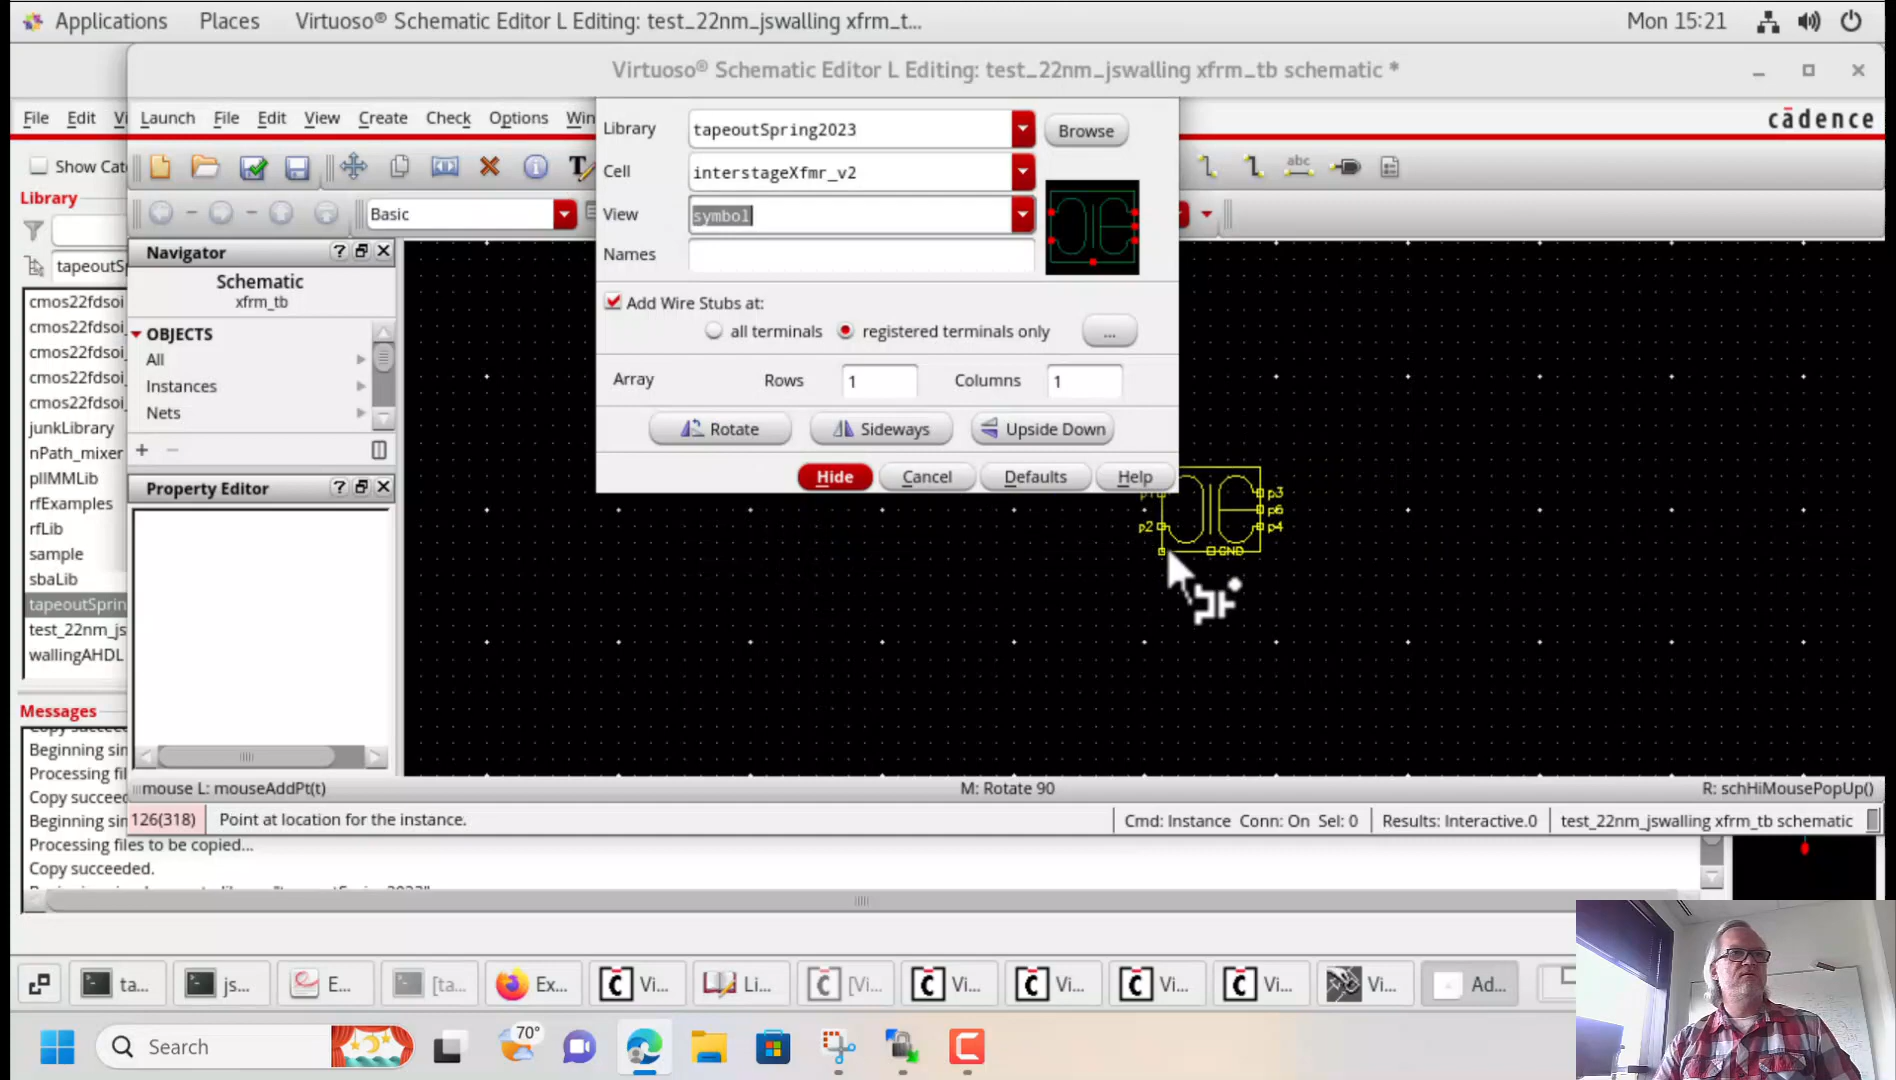 Applications Places Virtuoso® Schematic Editor L Editing: test_22nm_jswalling xfrm_t... Mon 15:21
Virtuoso® Schematic Editor L Editing: test_22nm_jswalling xfrm_tb schematic *
File Edit Vi Launch File Edit View Create Check Options Win cādence
Library tapeoutSpring2023 Browse
Show Cat
Cell interstageXfmr_v2
abc
Library
Basic
View symbol
Names
Navigator
Schematic
xfrm_tb
tapeoutS
OBJECTS
All
Instances
Nets
cmos22fdsoi
cmos22fdsoi_
cmos22fdsoi_
cmos22fdsoi_
cmos22fdsoi_
junkLibrary
nPath_mixer
pllMMLib
rfExamples
rfLib
sample
sbaLib
tapeoutSprin
test_22nm_js
wallingAHDL
Property Editor
Add Wire Stubs at:
all terminals registered terminals only ...
Array Rows 1 Columns 1
Rotate Sideways Upside Down
Hide Cancel Defaults Help
p3
p6
p2 p4
GND
Messages
Beginning sin
Processing fil
Copy succeed
Beginning sin
Processing files to be copied...
Copy succeeded.
mouse L: mouseAddPt(t) M: Rotate 90 R: schHiMousePopUp()
126(318) Point at location for the instance. Cmd: Instance Conn: On Sel: 0 Results: Interactive.0 test_22nm_jswalling xfrm_tb schematic
ta... js... E... [ta... Ex... Vi... Li... [Vi... Vi... Vi... Vi... Vi... Vi... Ad...
Search 70°